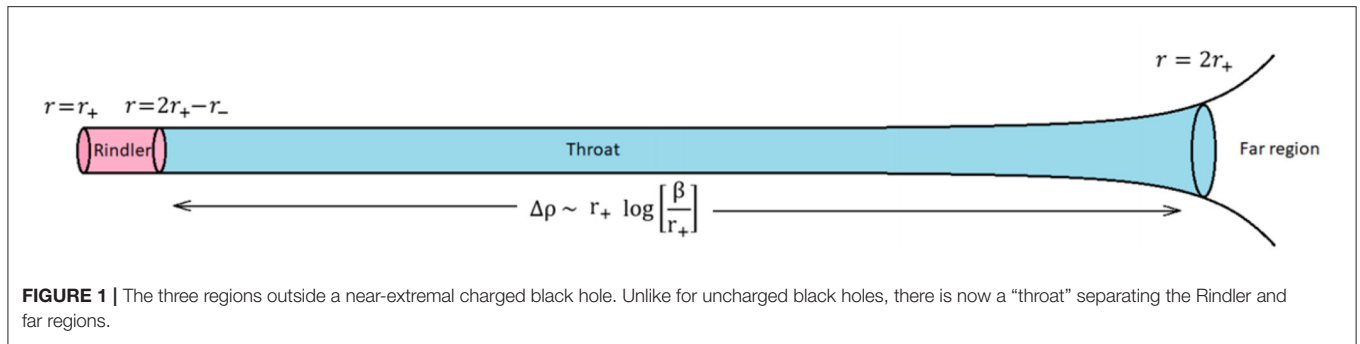 r = 2r₊
r=r₊ r=2r₊−r₋
Rindler
Throat
Far region
Δρ ~ r₊ log[β/r₊]
FIGURE 1 | The three regions outside a near-extremal charged black hole. Unlike for uncharged black holes, there is now a “throat” separating the Rindler and
far regions.